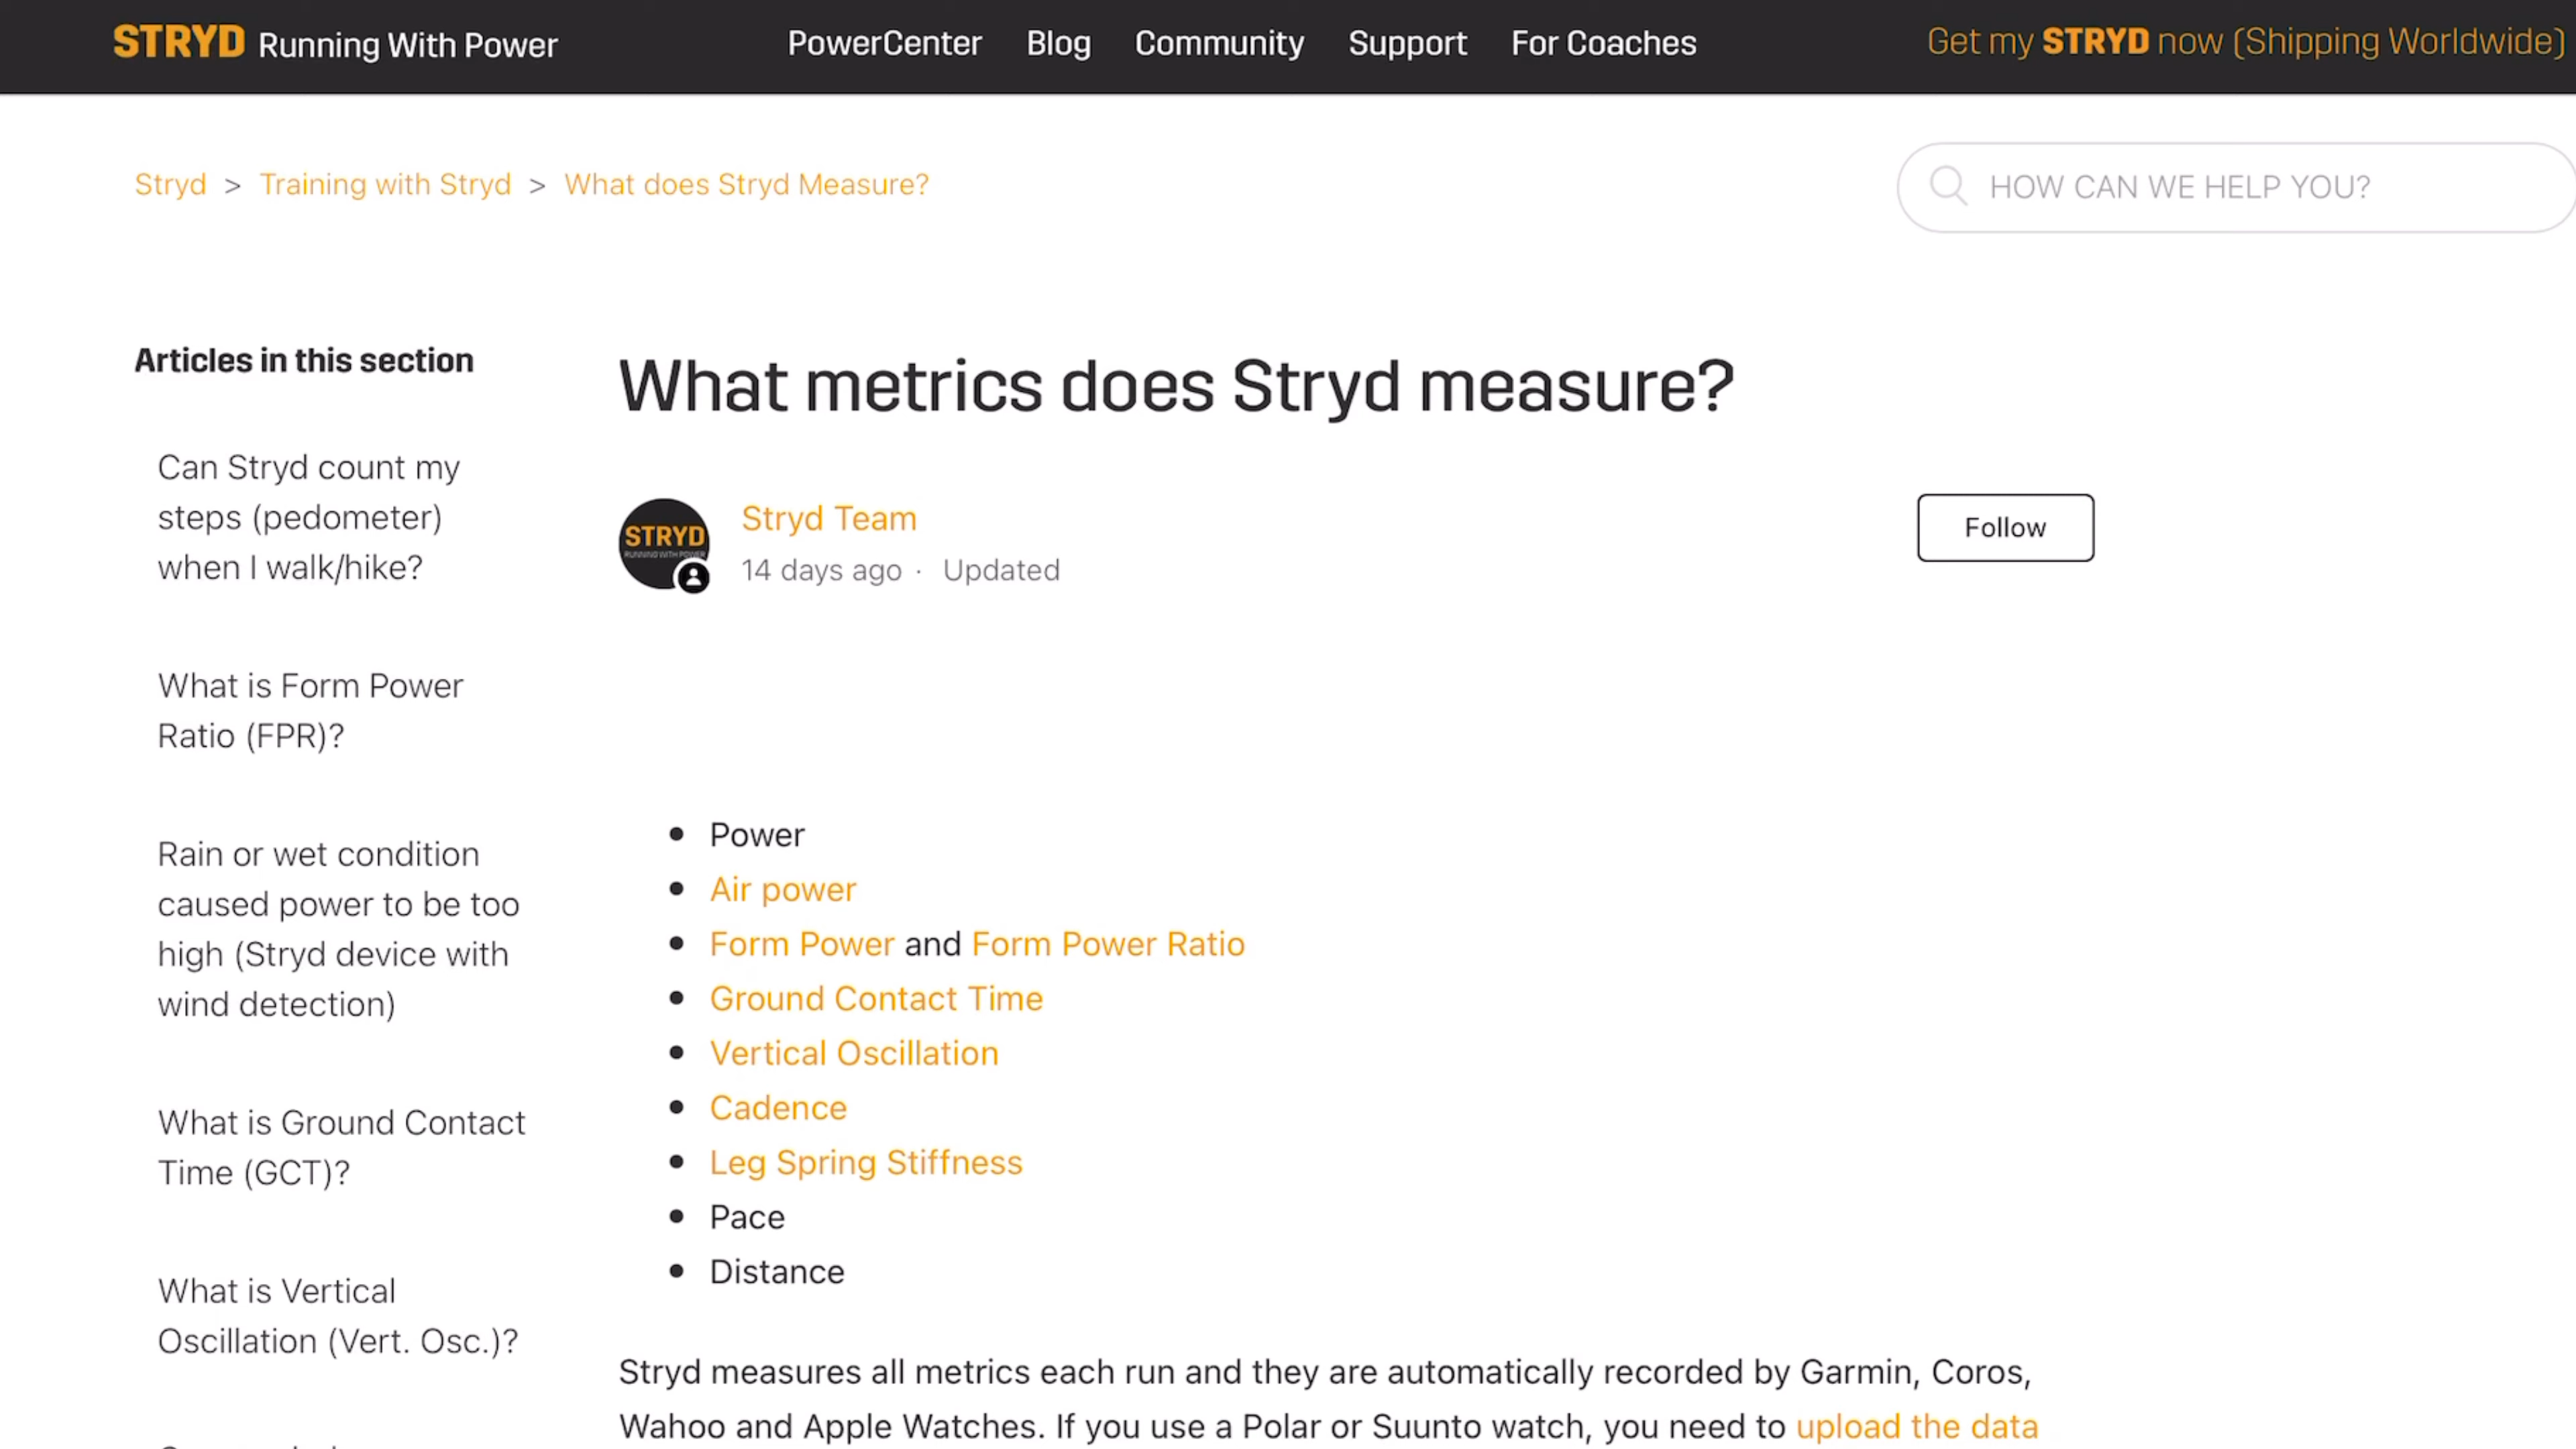 STRYD Running With Power
PowerCenter Blog Community Support For Coaches
Get my STRYD now (Shipping Worldwide)
Stryd > Training with Stryd > What does Stryd Measure?
HOW CAN WE HELP YOU?
Articles in this section
Can Stryd count my
steps (pedometer)
when I walk/hike?
What is Form Power
Ratio (FPR)?
Rain or wet condition
caused power to be too
high (Stryd device with
wind detection)
What is Ground Contact
Time (GCT)?
What is Vertical
Oscillation (Vert. Osc.)?
What metrics does Stryd measure?
STRYD
RUNNING WITH POWER
Stryd Team
14 days ago · Updated
Follow
• Power
• Air power
• Form Power and Form Power Ratio
• Ground Contact Time
• Vertical Oscillation
• Cadence
• Leg Spring Stiffness
• Pace
• Distance
Stryd measures all metrics each run and they are automatically recorded by Garmin, Coros,
Wahoo and Apple Watches. If you use a Polar or Suunto watch, you need to upload the data